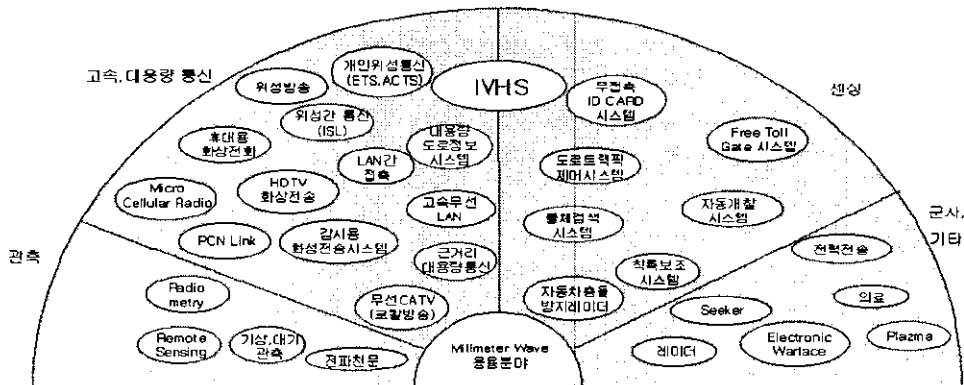 고속,대용량 통신
위성방송
개인위성통신
(ETS,ACTS)
위성간 통신
(ISL)
휴대용
화상전화
대용량
도로정보
시스템
LAN간
접속
Micro
Cellular Radio
HDTV
화상전송
고속무선
LAN
PCN Link
감시용
화성전송시스템
근거리
대용량통신
무선CATV
(로컬방송)
IVHS
센싱
무접촉
ID CARD
시스템
Free Toll
Gate 시스템
도로트랙픽
제어시스템
자동개찰
시스템
물체검색
시스템
착륙보조
시스템
자동차충돌
방지레이더
관측
Radio
metry
Remote
Sensing
기상,대기
관측
전파천문
Millimeter Wave
응용분야
군사,
기타
전력전송
의료
Seeker
레이더
Electronic
Warface
Plazma